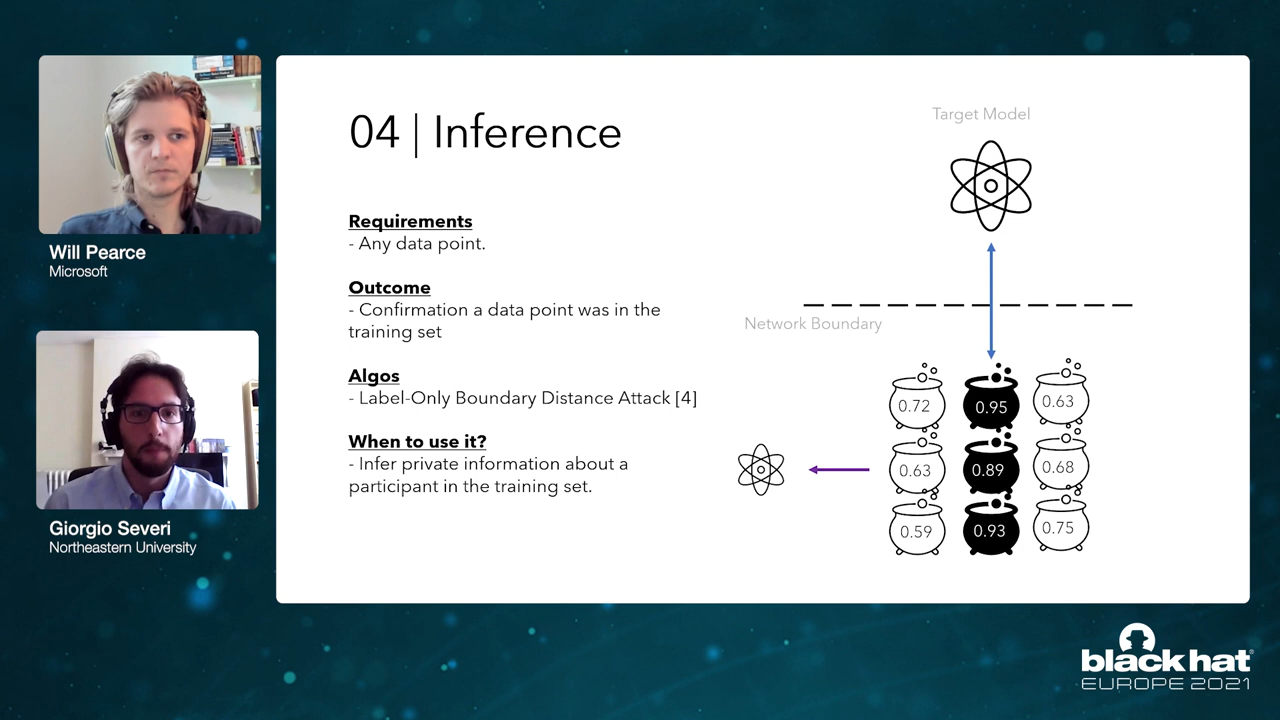 Will Pearce
Microsoft
Giorgio Severi
Northeastern University
04 | Inference
Requirements
- Any data point.
Outcome
- Confirmation a data point was in the
training set
Algos
- Label-Only Boundary Distance Attack [4]
When to use it?
- Infer private information about a
participant in the training set.
Target Model
Network Boundary
0.72
0.95
0.63
0.63
0.89
0.68
0.59
0.93
0.75
black hat
EUROPE 2021